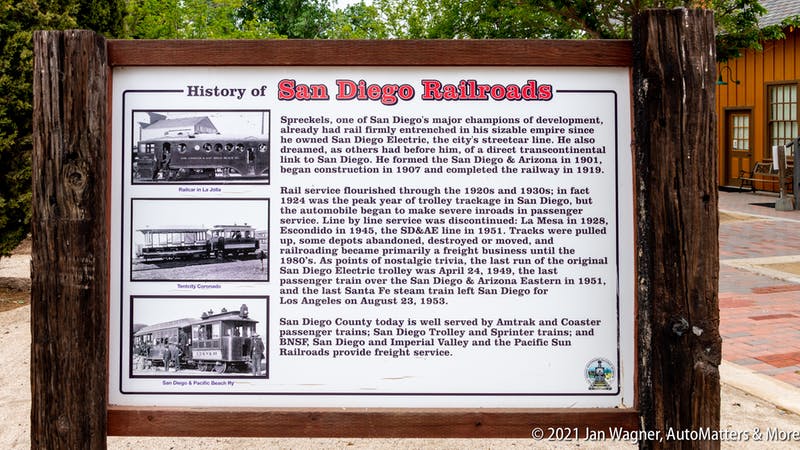 History of San Diego Railroads
Spreckels, one of San Diego's major champions of development,
already had rail firmly entrenched in his sizable empire since
he owned San Diego Electric, the city's streetcar line. He also
dreamed, as others had before him, of a direct transcontinental
link to San Diego. He formed the San Diego & Arizona in 1901,
began construction in 1907 and completed the railway in 1919.
Railcar in La Jolla
Rail service flourished through the 1920s and 1930s; in fact
1924 was the peak year of trolley trackage in San Diego, but
the automobile began to make severe inroads in passenger
service. Line by line service was discontinued: La Mesa in 1928,
Escondido in 1945, the SD&AE line in 1951. Tracks were pulled
up, some depots abandoned, destroyed or moved, and
railroading became primarily a freight business until the
1980's. As points of nostalgic trivia, the last run of the original
San Diego Electric trolley was April 24, 1949, the last
passenger train over the San Diego & Arizona Eastern in 1951,
and the last Santa Fe steam train left San Diego for
Los Angeles on August 23, 1953.
Tentcity Coronado
San Diego County today is well served by Amtrak and Coaster
passenger trains; San Diego Trolley and Sprinter trains; and
BNSF, San Diego and Imperial Valley and the Pacific Sun
Railroads provide freight service.
San Diego & Pacific Beach Ry
© 2021 Jan Wagner, AutoMatters & More